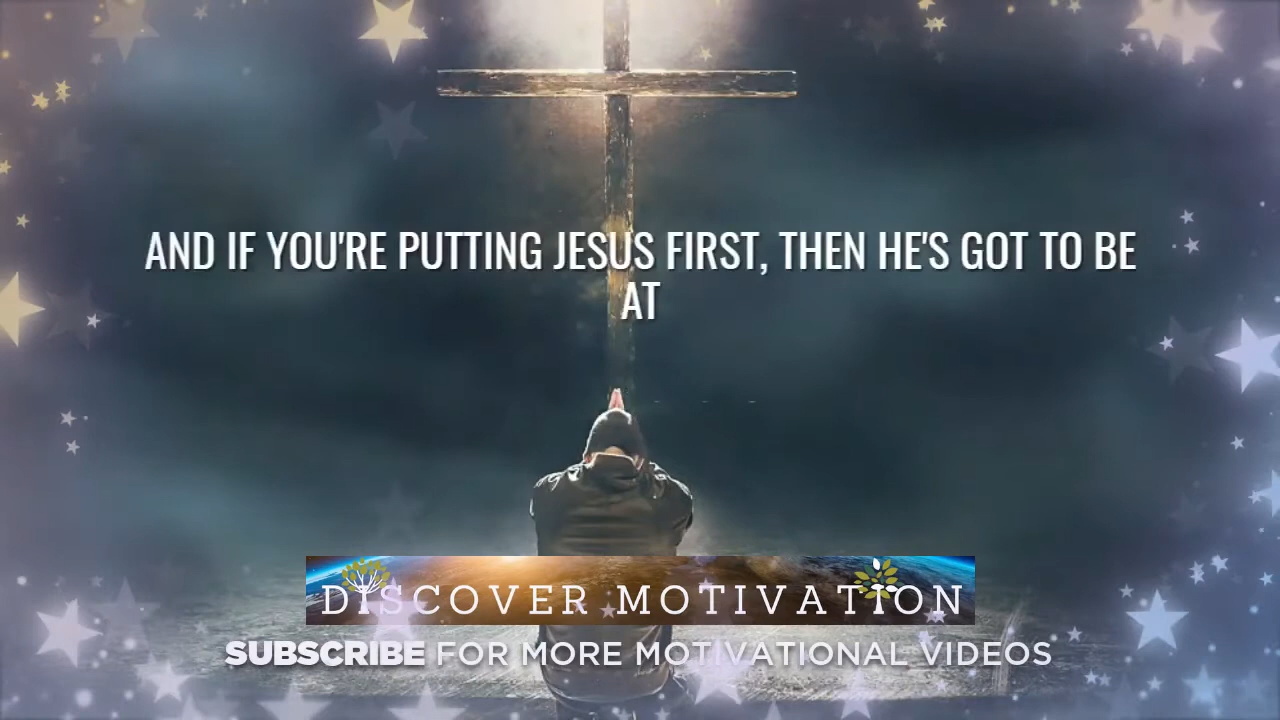 AND IF YOU'RE PUTTING JESUS FIRST, THEN HE'S GOT TO BE
AT
DISCOVER MOTIVATION
SUBSCRIBE FOR MORE MOTIVATIONAL VIDEOS